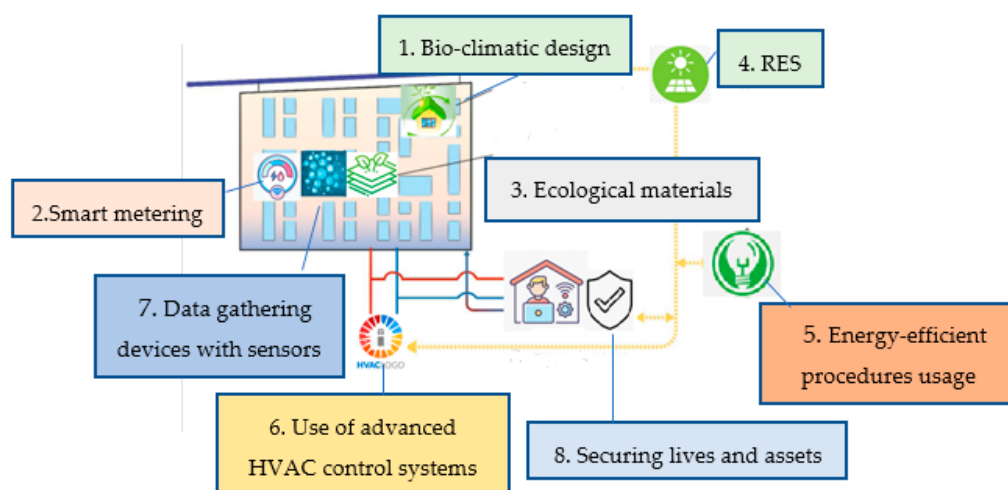 1. Bio-climatic design
4. RES
3. Ecological materials
2.Smart metering
7. Data gathering
devices with sensors
5. Energy-efficient
procedures usage
HVACLOGO
6. Use of advanced
HVAC control systems
8. Securing lives and assets